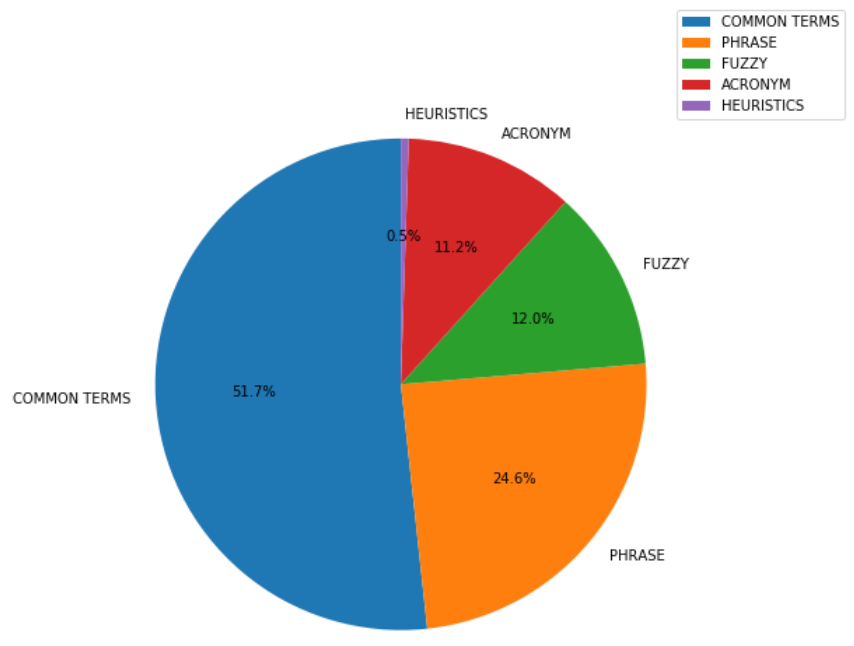 COMMON TERMS
PHRASE
FUZZY
ACRONYM
HEURISTICS
HEURISTICS
ACRONYM
0.5%
11.2%
FUZZY
12.0%
COMMON TERMS
51.7%
24.6%
PHRASE